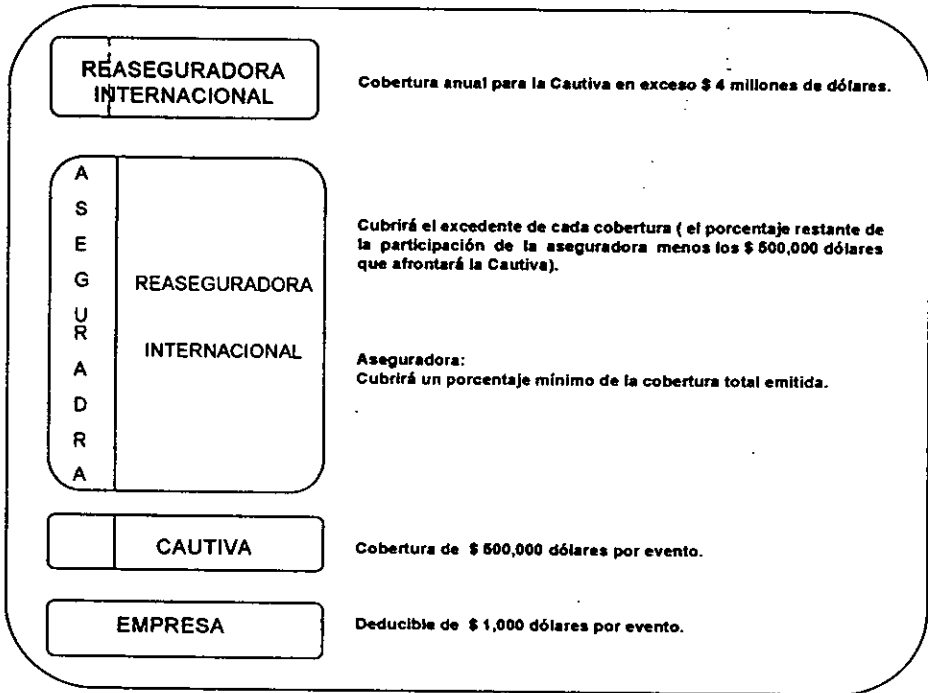 REASEGURADORA
INTERNACIONAL
Cobertura anual para la Cautiva en exceso $ 4 millones de dólares.
A
S
E
G
U
R
A
D
R
A
REASEGURADORA
INTERNACIONAL
Cubrirá el excedente de cada cobertura ( el porcentaje restante de
la participación de la aseguradora menos los $ 500,000 dólares
que afrontará la Cautiva).
Aseguradora:
Cubrirá un porcentaje mínimo de la cobertura total emitida.
CAUTIVA
Cobertura de $ 500,000 dólares por evento.
EMPRESA
Deducible de $ 1,000 dólares por evento.